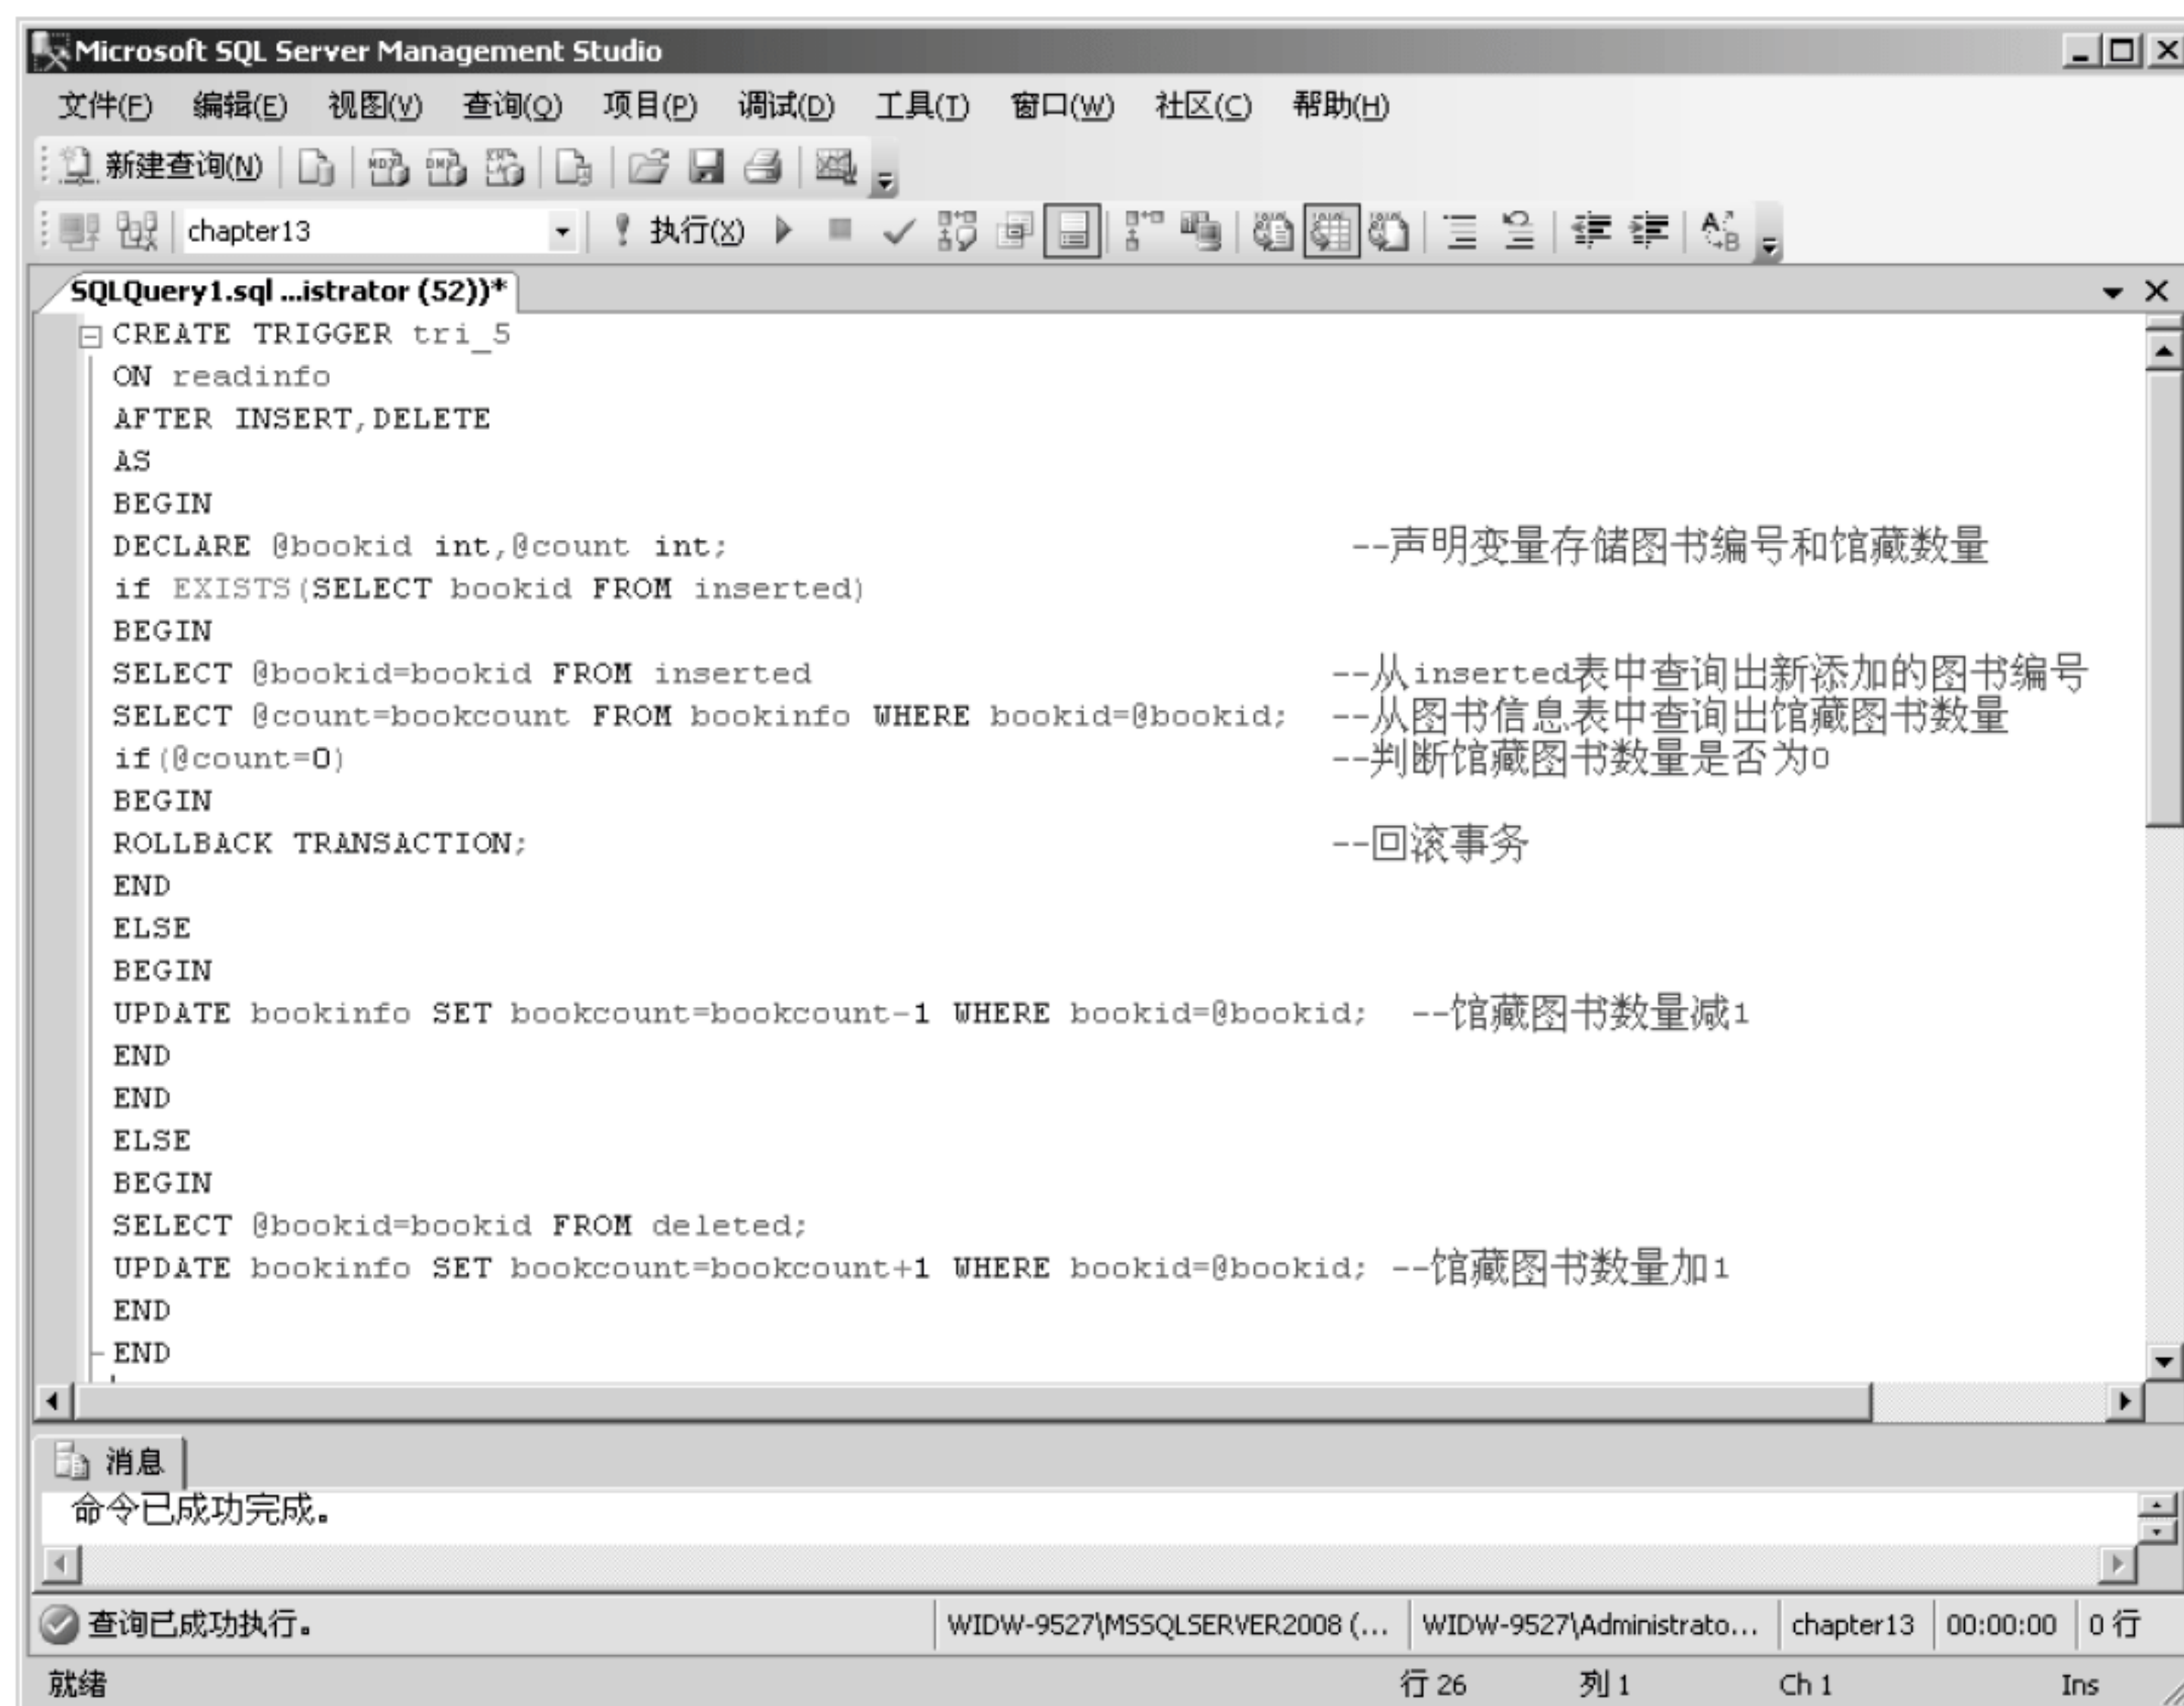 Microsoft SQL Server Management Studio
文件(F) 编辑(E) 视图(V) 查询(Q) 项目(P) 调试(D) 工具(T) 窗口(W) 社区(C) 帮助(H)
新建查询(N)
chapter13 执行(X)
SQLQuery1.sql ...istrator (52))*
CREATE TRIGGER tri_5
ON readinfo
AFTER INSERT,DELETE
AS
BEGIN
DECLARE @bookid int,@count int; --声明变量存储图书编号和馆藏数量
if EXISTS(SELECT bookid FROM inserted)
BEGIN
SELECT @bookid=bookid FROM inserted --从inserted表中查询出新添加的图书编号
SELECT @count=bookcount FROM bookinfo WHERE bookid=@bookid; --从图书信息表中查询出馆藏图书数量
if(@count=0) --判断馆藏图书数量是否为0
BEGIN
ROLLBACK TRANSACTION; --回滚事务
END
ELSE
BEGIN
UPDATE bookinfo SET bookcount=bookcount-1 WHERE bookid=@bookid; --馆藏图书数量减1
END
END
ELSE
BEGIN
SELECT @bookid=bookid FROM deleted;
UPDATE bookinfo SET bookcount=bookcount+1 WHERE bookid=@bookid; --馆藏图书数量加1
END
END
消息
命令已成功完成。
查询已成功执行。 WIDW-9527\MSSQLSERVER2008 (... WIDW-9527\Administrato... chapter13 00:00:00 0 行
就绪 行 26 列 1 Ch 1 Ins